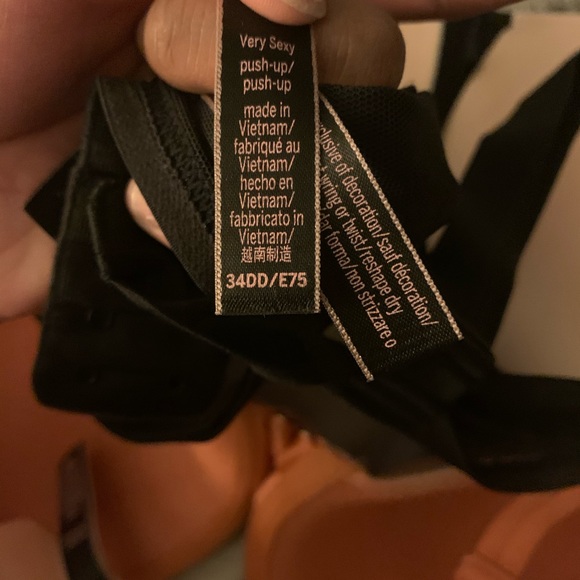 Very Sexy
push-up/
push-up
made in
Vietnam/
fabriqué au
Vietnam/
hecho en
Vietnam/
fabbricato in
Vietnam/
越南制造
34DD/E75
of decoration/sauf décoration/
wring or twist/reshape dry
forma/non strizzare o